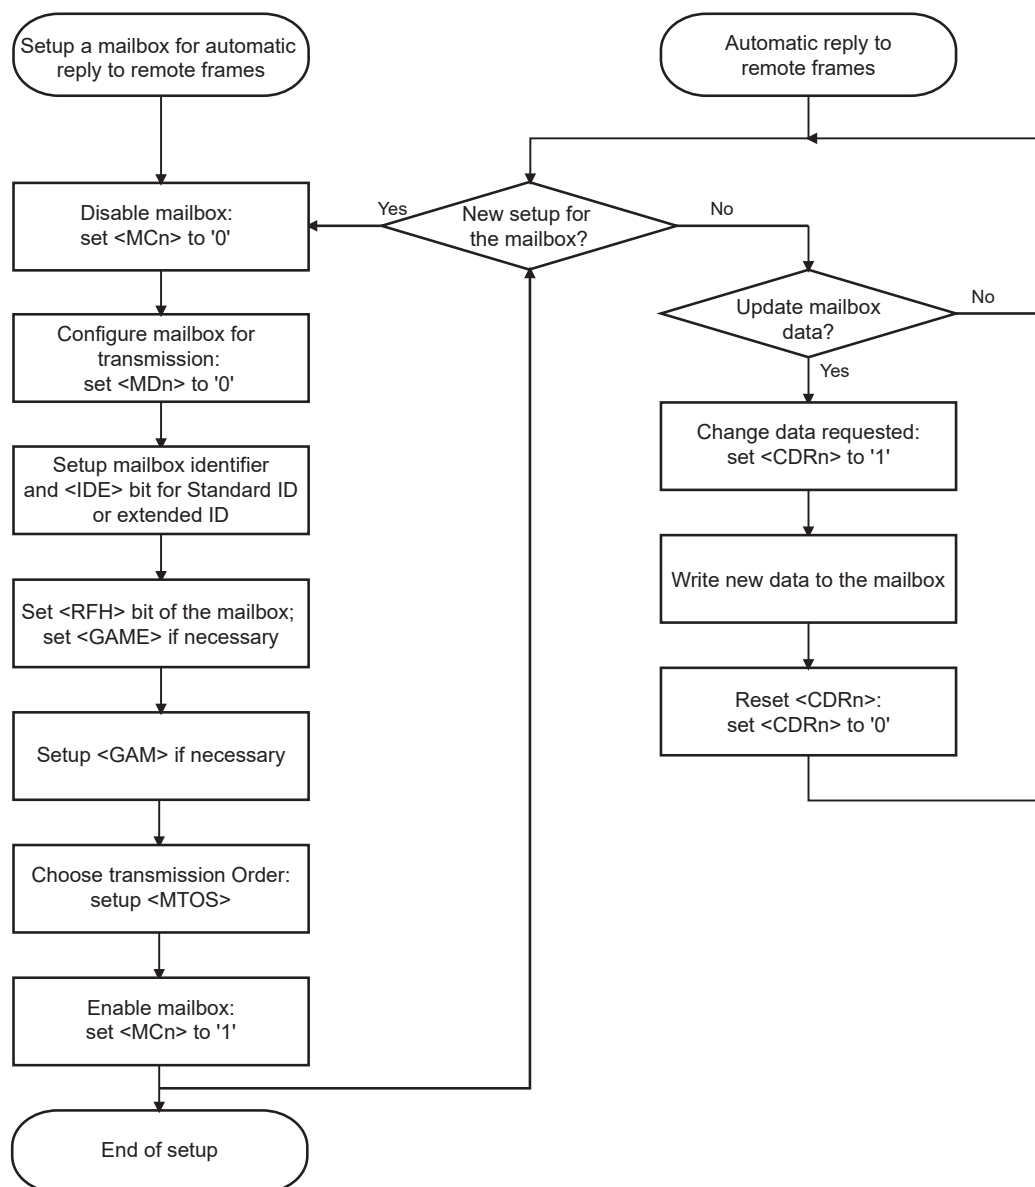 Setup a mailbox for automatic
reply to remote frames
Automatic reply to
remote frames
Disable mailbox:
set <MCn> to '0'
Yes
New setup for
the mailbox?
No
Configure mailbox for
transmission:
set <MDn> to '0'
Update mailbox
data?
No
Yes
Setup mailbox identifier
and <IDE> bit for Standard ID
or extended ID
Change data requested:
set <CDRn> to '1'
Set <RFH> bit of the mailbox;
set <GAME> if necessary
Write new data to the mailbox
Setup <GAM> if necessary
Reset <CDRn>:
set <CDRn> to '0'
Choose transmission Order:
setup <MTOS>
Enable mailbox:
set <MCn> to '1'
End of setup